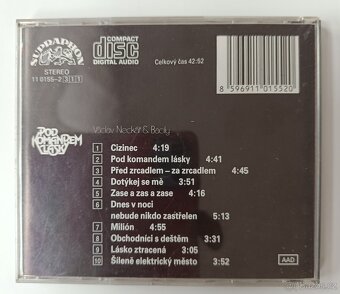 SUPRAPHON
STEREO
11 0155-2 311
COMPACT
disc
DIGITAL AUDIO
Celkový čas 42:52
8 596911 015520
POD
KOMANDEM
LÁSKY
Václav Neckář & Bacily
1 Cizinec 4:19
2 Pod komandem lásky 4:41
3 Před zrcadlem – za zrcadlem 4:45
4 Dotýkej se mě 3:51
5 Zase a zas a zase 4:16
6 Dnes v noci
nebude nikdo zastřelen 5:13
7 Milión 4:55
8 Obchodníci s deštěm 3:31
9 Lásko ztracená 3:05
10 Šíleně elektrický město 3:52
AAD